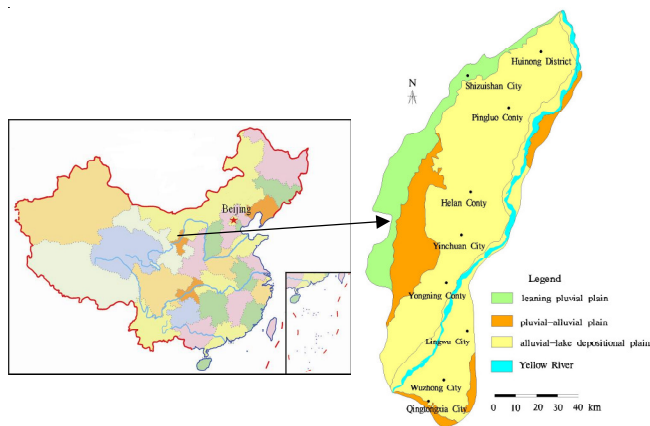 Beijing
N
Huinong District
Shizuishan City
Pingluo Conty
Helan Conty
Yinchuan City
Yongning Conty
Lingwu City
Wuzhong City
Qingtongxia City
Legend
leaning pluvial plain
pluvial-alluvial plain
alluvial-lake depositional plain
Yellow River
0 10 20 30 40 km